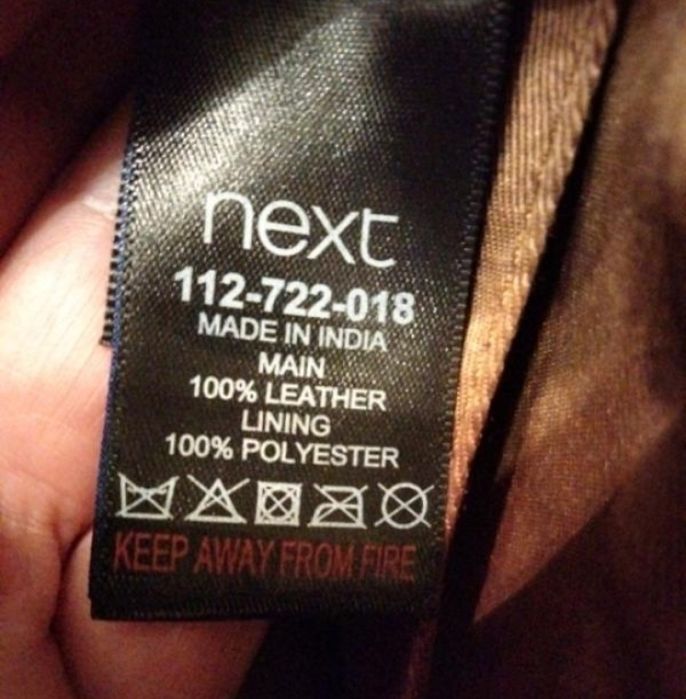 next
112-722-018
MADE IN INDIA
MAIN
100% LEATHER
LINING
100% POLYESTER
KEEP AWAY FROM FIRE